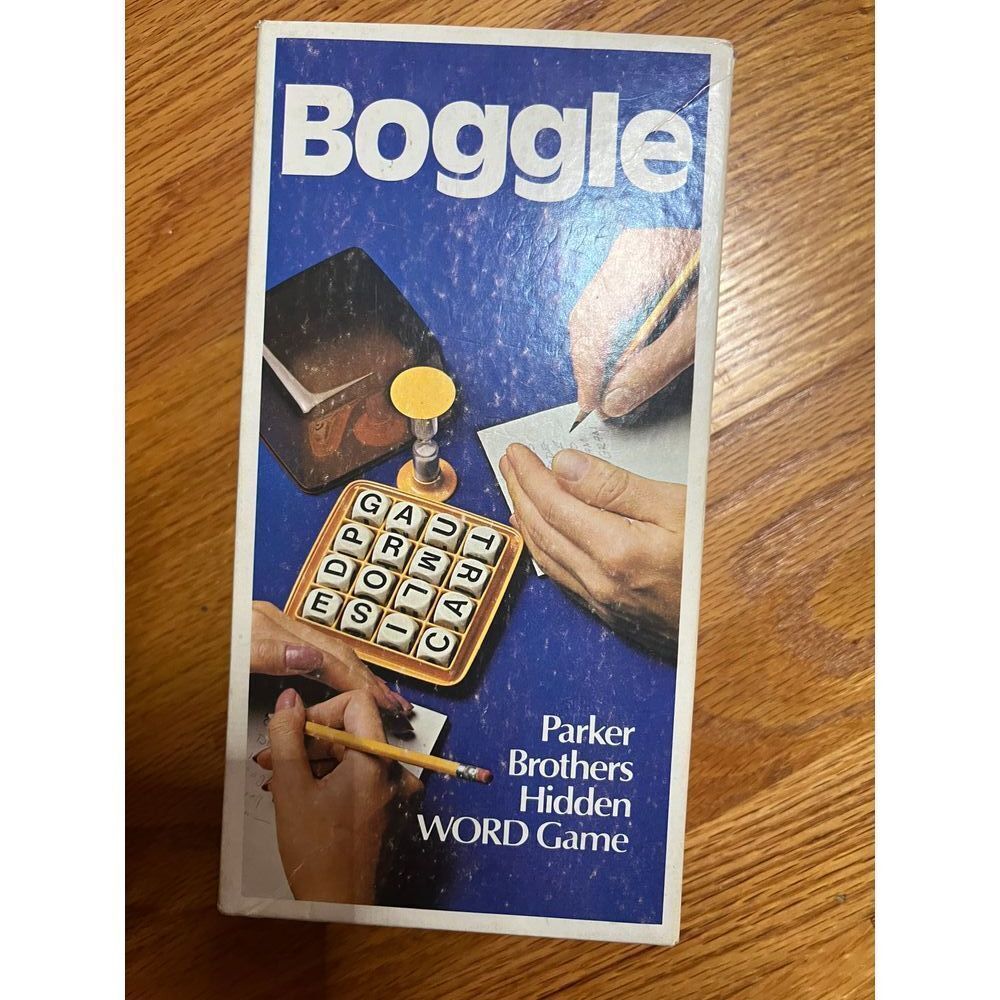 Boggle
G A U T
P R M R
D O L A
E S I C
Parker
Brothers
Hidden
WORD Game